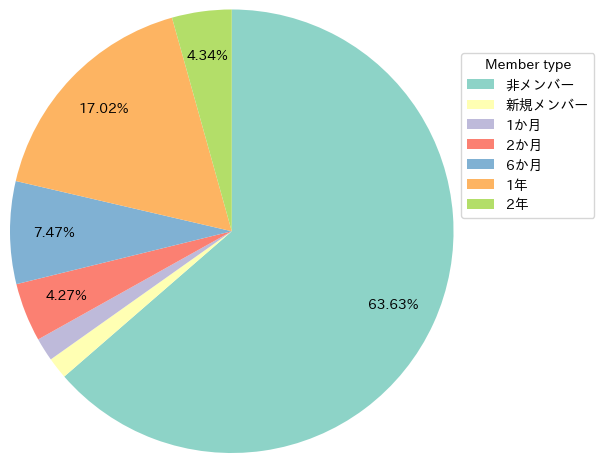 4.34%
17.02%
7.47%
4.27%
63.63%
Member type
非メンバー
新規メンバー
1か月
2か月
6か月
1年
2年